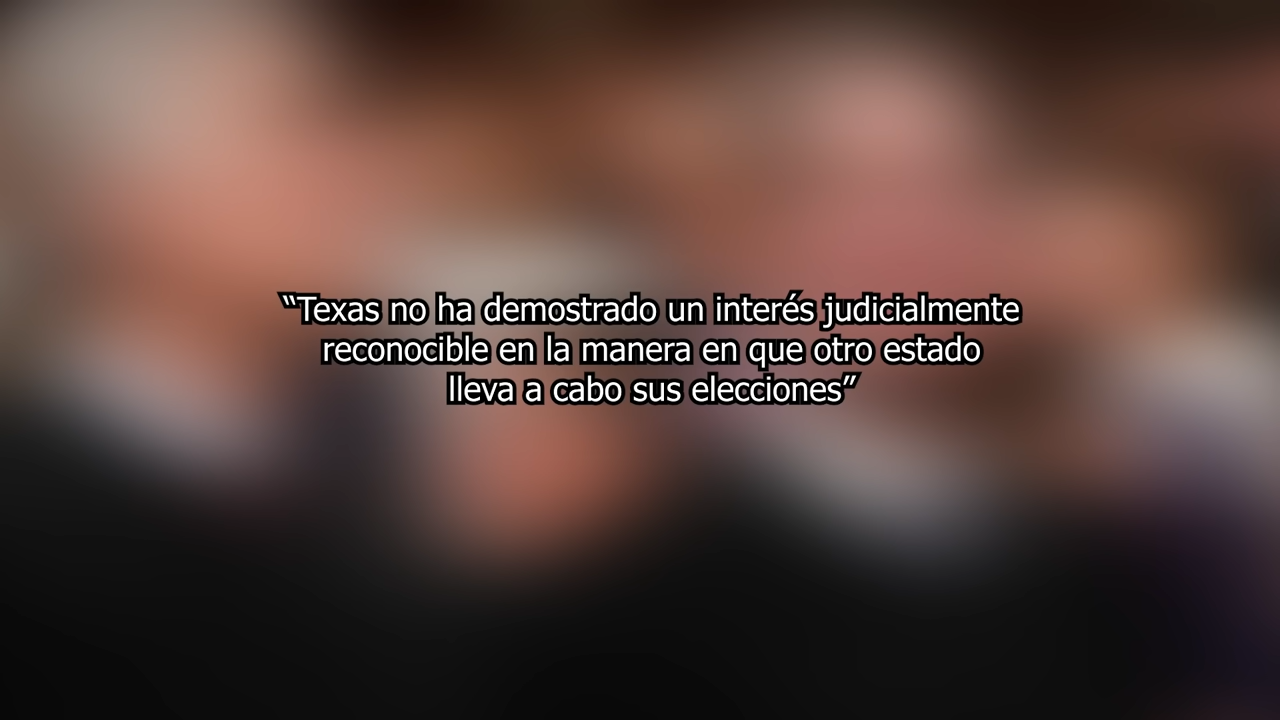 “Texas no ha demostrado un interés judicialmente
reconocible en la manera en que otro estado
lleva a cabo sus elecciones”